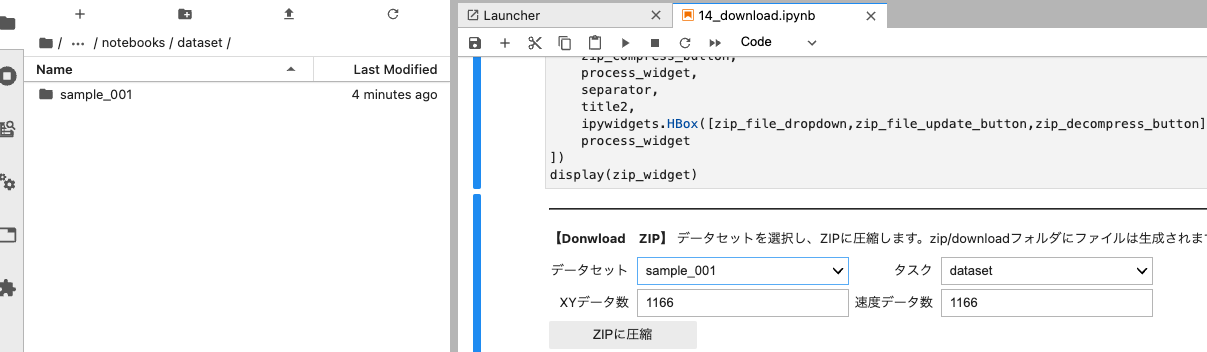 / ··· / notebooks / dataset /
Name Last Modified
sample_001 4 minutes ago
Launcher
14_download.ipynb
Code
zip_compress_button,
process_widget,
separator,
title2,
ipywidgets.HBox([zip_file_dropdown,zip_file_update_button,zip_decompress_button]
process_widget
])
display(zip_widget)
【Donwload ZIP】 データセットを選択し、ZIPに圧縮します。zip/downloadフォルダにファイルは生成されま
データセット sample_001 タスク dataset
XYデータ数 1166 速度データ数 1166
ZIPに圧縮